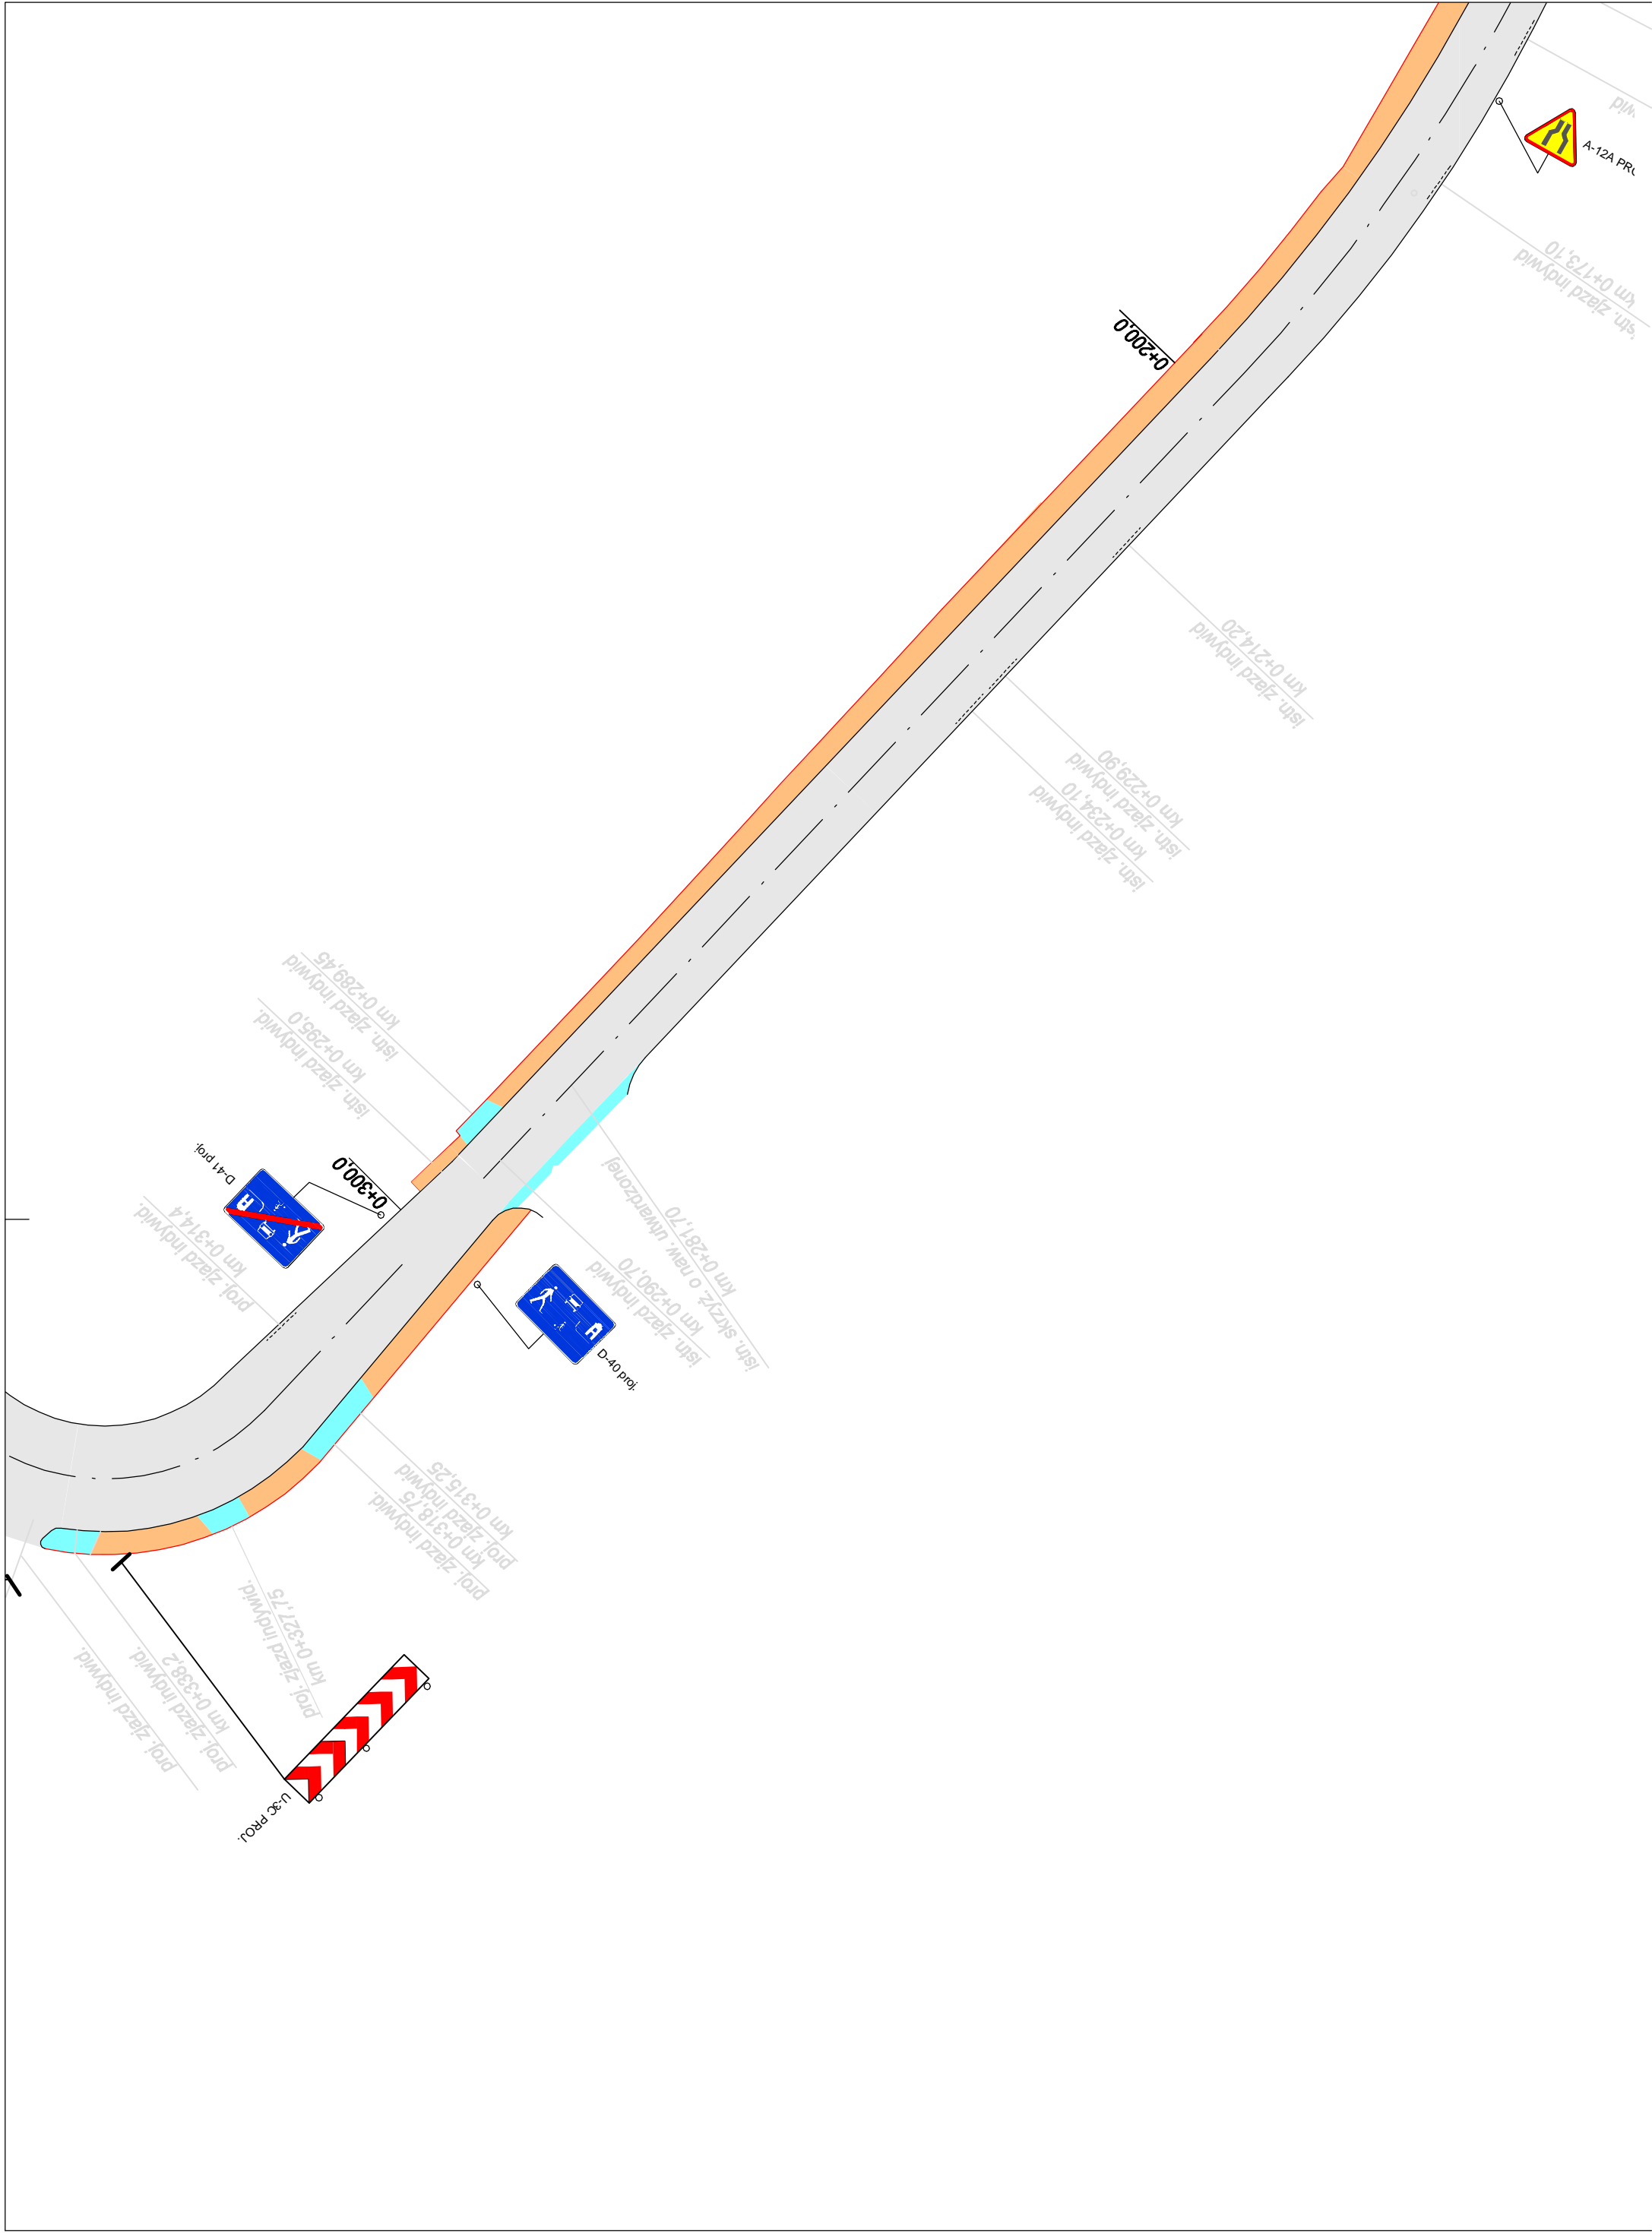 A-12A
istn. zjazd indywid
km 0+173,10
0+200,0
istn. zjazd indywid
km 0+214,20
istn. zjazd indywid
km 0+229,90
istn. zjazd indywid
km 0+234,10
istn. zjazd indywid
km 0+289,45
istn. zjazd indywid.
km 0+295,0
D-41 proj.
0+300,0
proj. zjazd indywid.
km 0+314,4
istn. skrzyż. o naw. utwardzonej
km 0+281,70
istn. zjazd indywid
km 0+290,70
D-40 proj.
proj. zjazd indywid
km 0+315,25
proj. zjazd indywid.
km 0+318,75
proj. zjazd indywid.
km 0+327,75
proj. zjazd indywid.
km 0+338,2
proj. zjazd indywid.
U-3C PROJ.